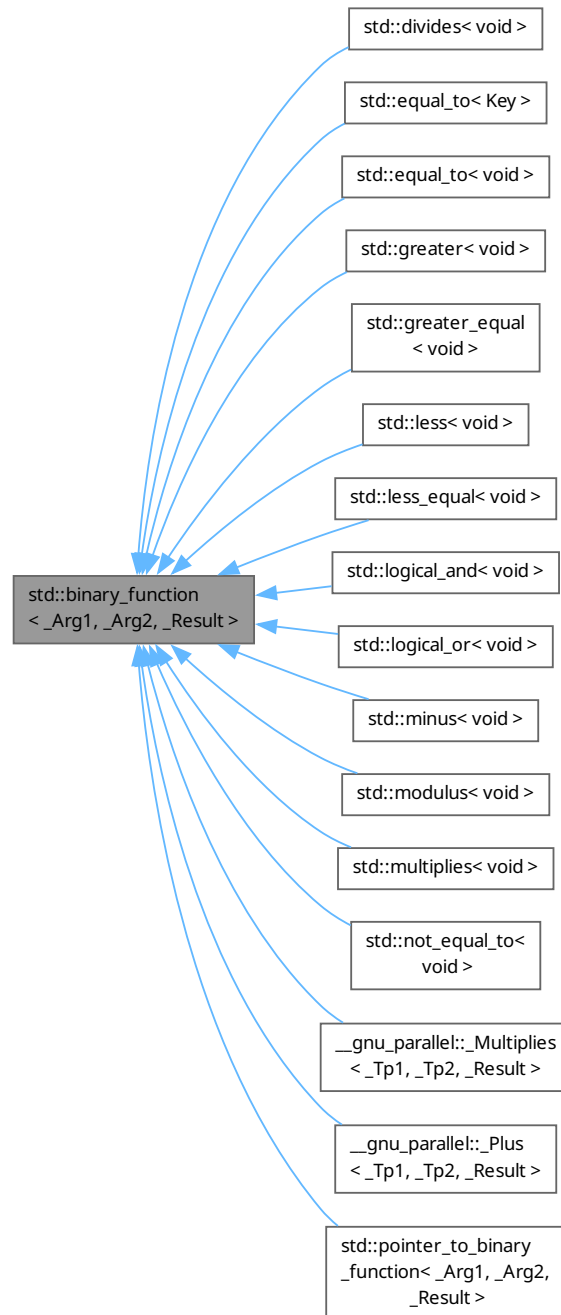 std::divides< void >
std::equal_to< Key >
std::equal_to< void >
std::greater< void >
std::greater_equal
< void >
std::less< void >
std::less_equal< void >
std::logical_and< void >
std::binary_function
< _Arg1, _Arg2, _Result >
std::logical_or< void >
std::minus< void >
std::modulus< void >
std::multiplies< void >
std::not_equal_to<
void >
__gnu_parallel::_Multiplies
< _Tp1, _Tp2, _Result >
__gnu_parallel::_Plus
< _Tp1, _Tp2, _Result >
std::pointer_to_binary
_function< _Arg1, _Arg2,
_Result >